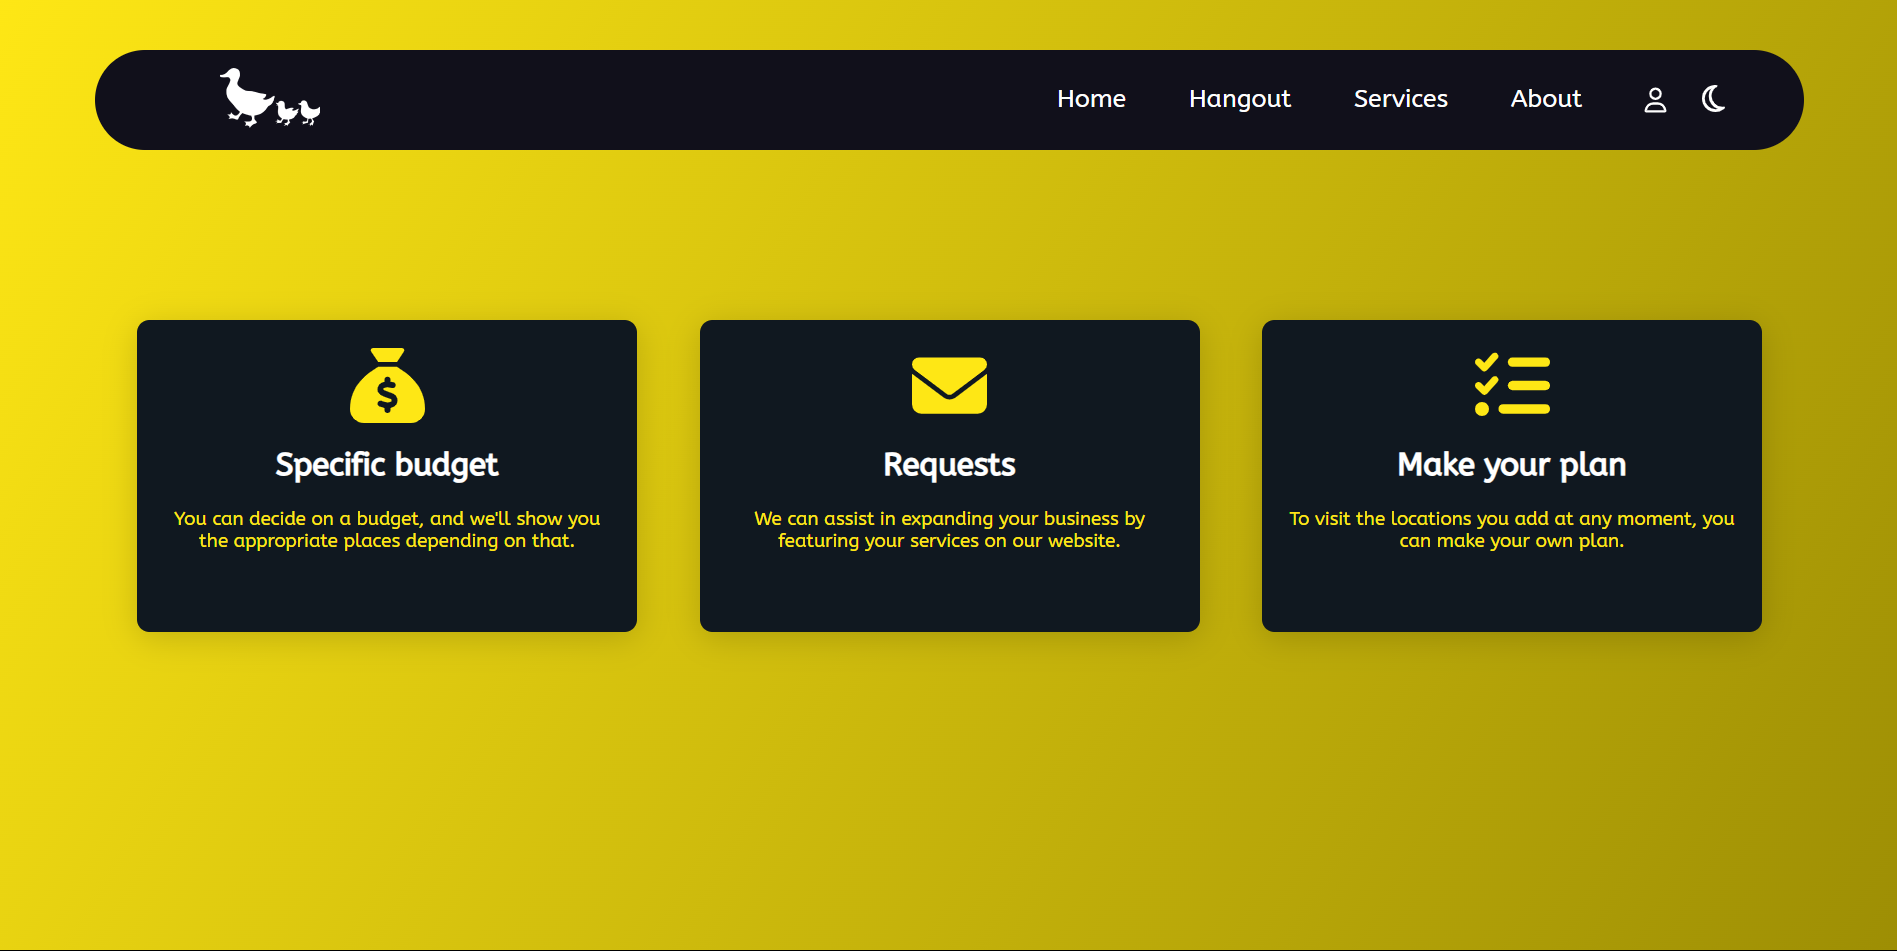 Home Hangout Services About
Specific budget
You can decide on a budget, and we'll show you
the appropriate places depending on that.
Requests
We can assist in expanding your business by
featuring your services on our website.
Make your plan
To visit the locations you add at any moment, you
can make your own plan.